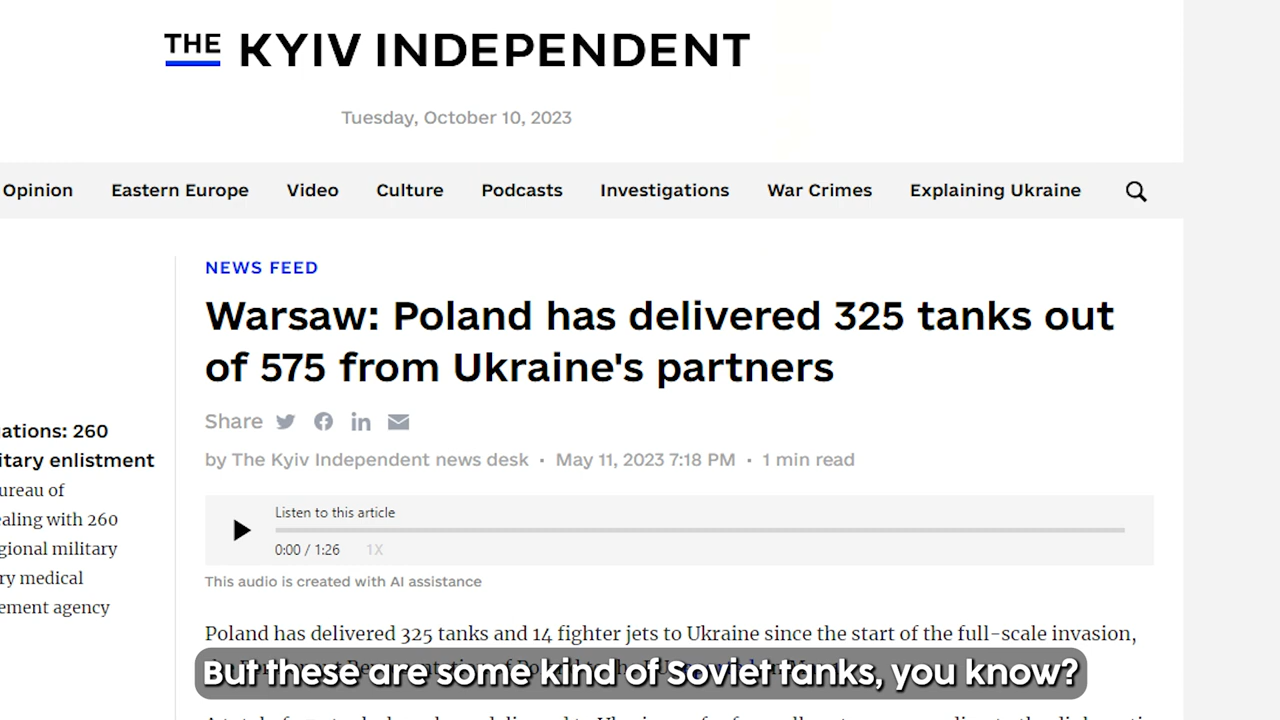 THE KYIV INDEPENDENT
Tuesday, October 10, 2023
Opinion Eastern Europe Video Culture Podcasts Investigations War Crimes Explaining Ukraine
NEWS FEED
Warsaw: Poland has delivered 325 tanks out
of 575 from Ukraine's partners
Share
by The Kyiv Independent news desk · May 11, 2023 7:18 PM · 1 min read
Listen to this article
0:00 / 1:26 1X
This audio is created with AI assistance
ations: 260
itary enlistment
ureau of
ealing with 260
gional military
ry medical
ement agency
Poland has delivered 325 tanks and 14 fighter jets to Ukraine since the start of the full-scale invasion,
But these are some kind of Soviet tanks, you know?